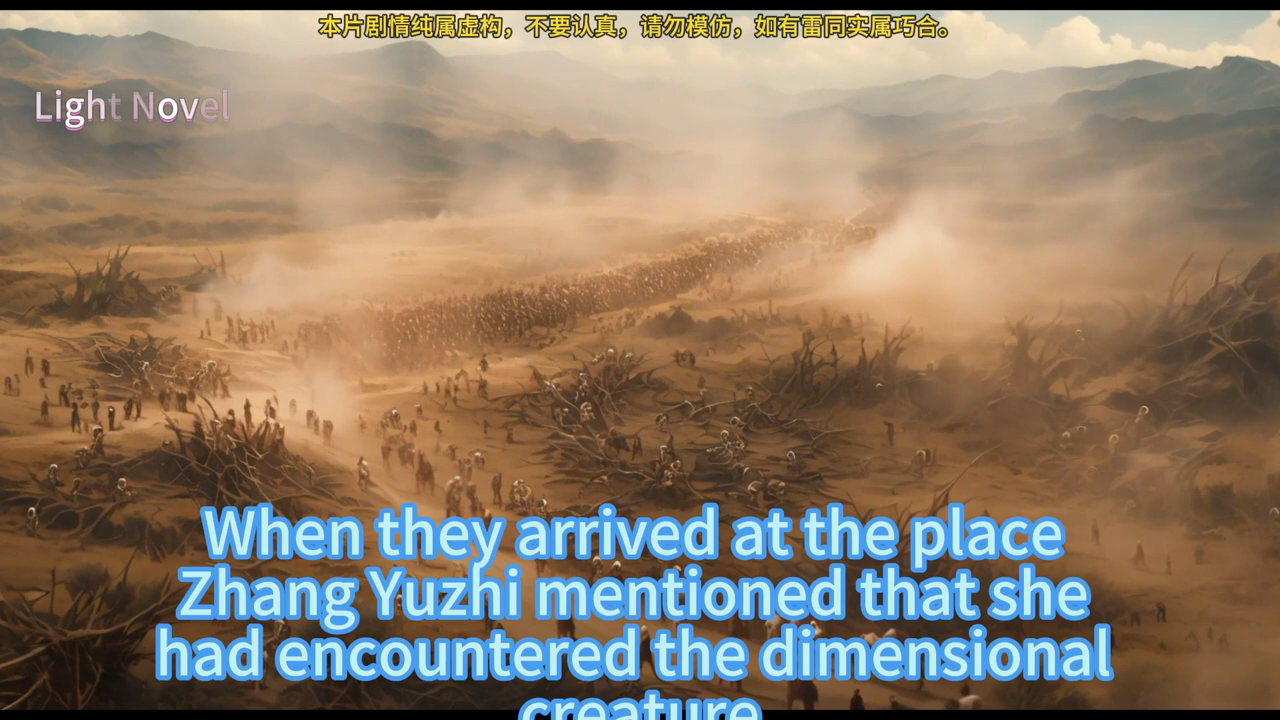 本片剧情纯属虚构，不要认真，请勿模仿，如有雷同实属巧合。
Light Novel
When they arrived at the place
Zhang Yuzhi mentioned that she
had encountered the dimensional
creature